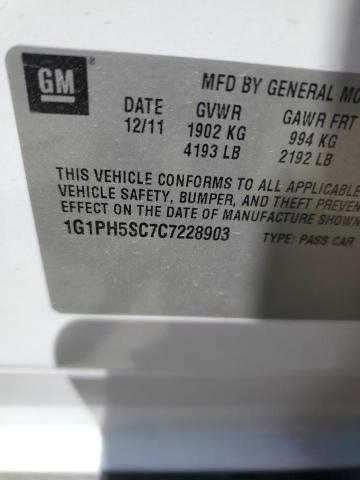 GM
MFD BY GENERAL MO
DATE GVWR GAWR FRT
12/11 1902 KG 994 KG
4193 LB 2192 LB
THIS VEHICLE CONFORMS TO ALL APPLICABLE
VEHICLE SAFETY, BUMPER, AND THEFT PREVEN
EFFECT ON THE DATE OF MANUFACTURE SHOWN
1G1PH5SC7C7228903 TYPE: PASS CAR